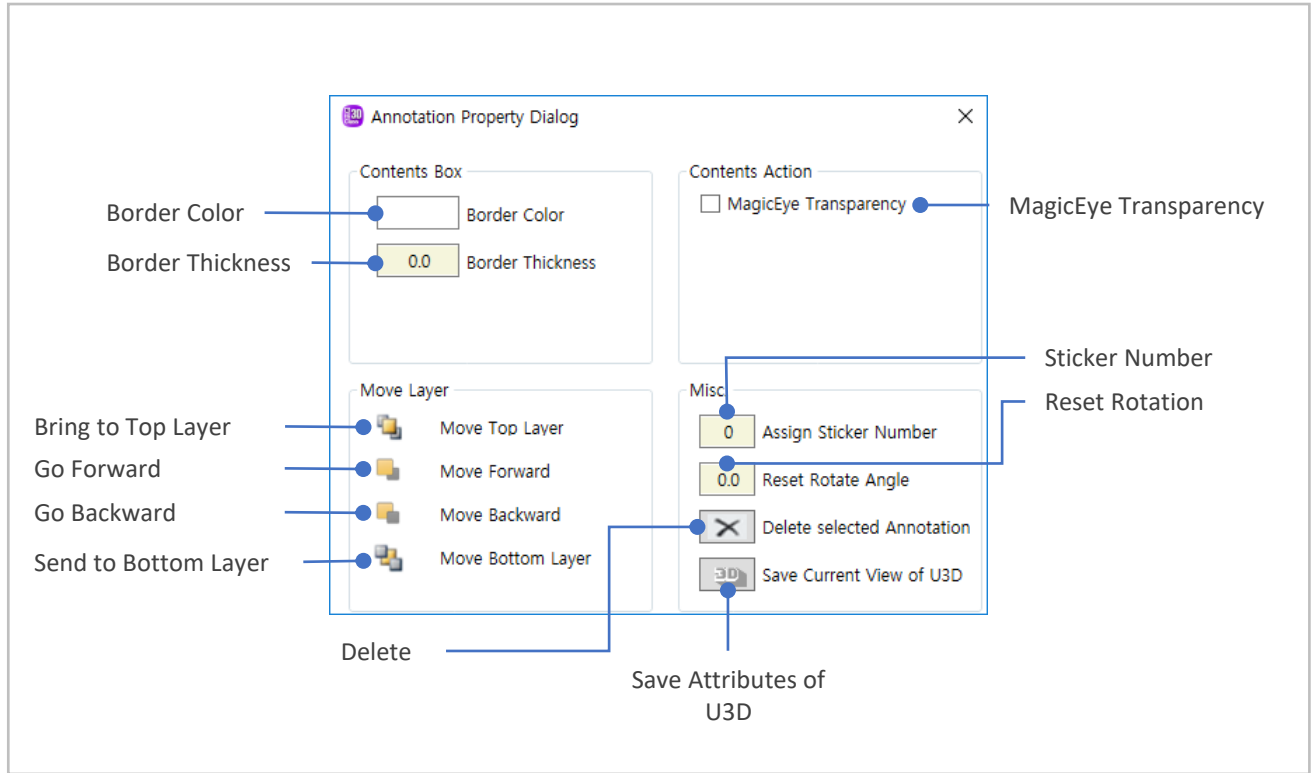 Annotation Property Dialog
Contents Box
Border Color
Border Color
Border Thickness
0.0
Border Thickness
Contents Action
MagicEye Transparency
MagicEye Transparency
Sticker Number
Reset Rotation
Move Layer
Bring to Top Layer
Move Top Layer
Go Forward
Move Forward
Go Backward
Move Backward
Send to Bottom Layer
Move Bottom Layer
Misc.
0
Assign Sticker Number
0.0
Reset Rotate Angle
Delete selected Annotation
3D
Save Current View of U3D
Delete
Save Attributes of
U3D